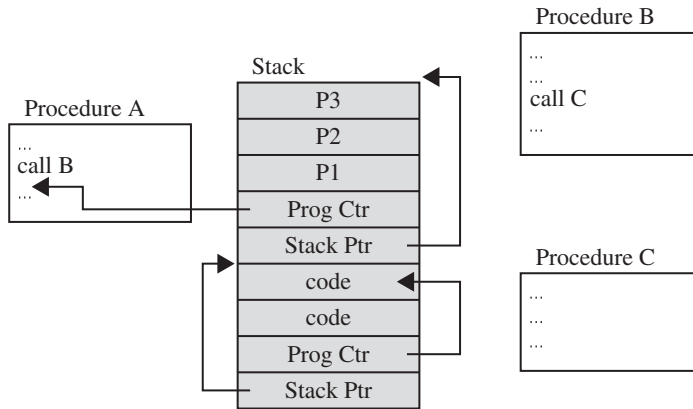 Procedure A
...
call B
...
Stack
P3
P2
P1
Prog Ctr
Stack Ptr
code
code
Prog Ctr
Stack Ptr
Procedure B
...
...
call C
...
Procedure C
...
...
...